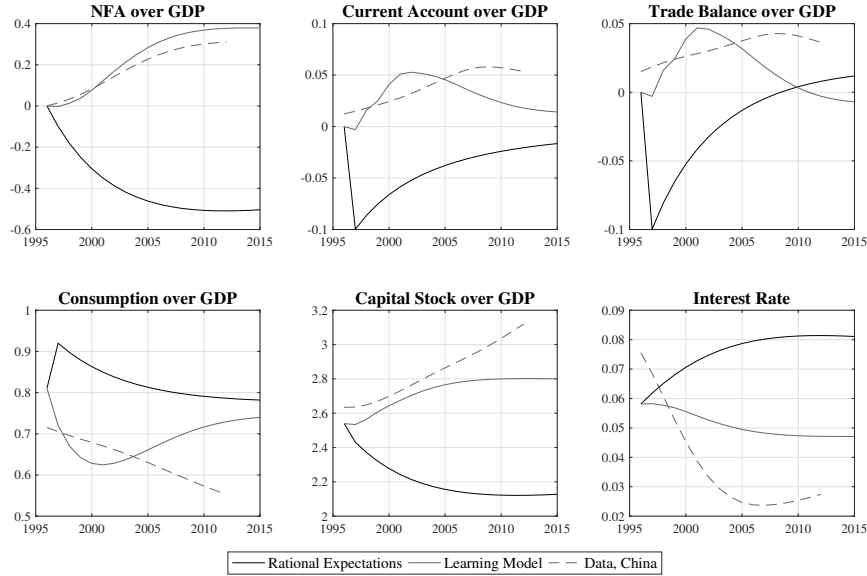 NFA over GDP
Current Account over GDP
Trade Balance over GDP
0.4
0.2
0
-0.2
-0.4
-0.6
1995 2000 2005 2010 2015
0.1
0.05
0
-0.05
-0.1
1995 2000 2005 2010 2015
0.05
0
-0.05
-0.1
1995 2000 2005 2010 2015
Consumption over GDP
Capital Stock over GDP
Interest Rate
1
0.9
0.8
0.7
0.6
0.5
1995 2000 2005 2010 2015
3.2
3
2.8
2.6
2.4
2.2
2
1995 2000 2005 2010 2015
0.09
0.08
0.07
0.06
0.05
0.04
0.03
0.02
1995 2000 2005 2010 2015
Rational Expectations Learning Model Data, China